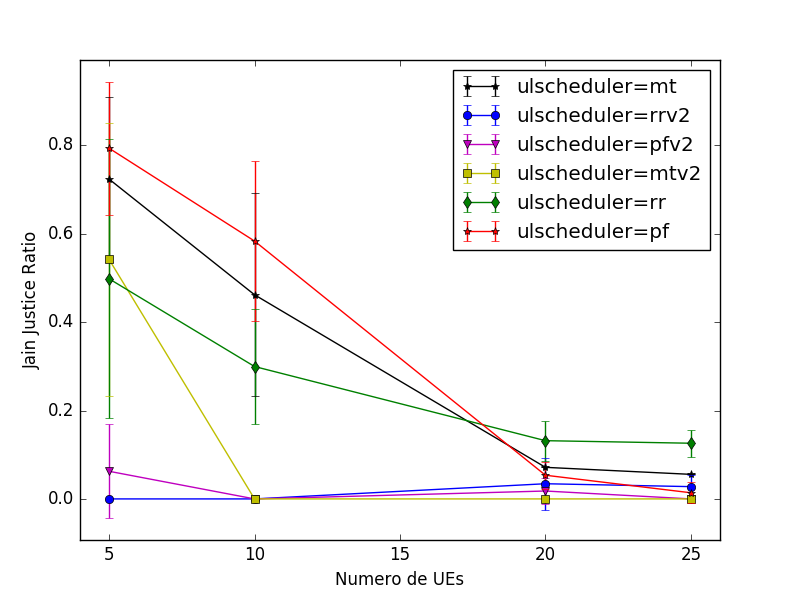 ulscheduler=mt
ulscheduler=rrv2
ulscheduler=pfv2
ulscheduler=mtv2
ulscheduler=rr
ulscheduler=pf
Jain Justice Ratio
0.8
0.6
0.4
0.2
0.0
5 10 15 20 25
Numero de UEs